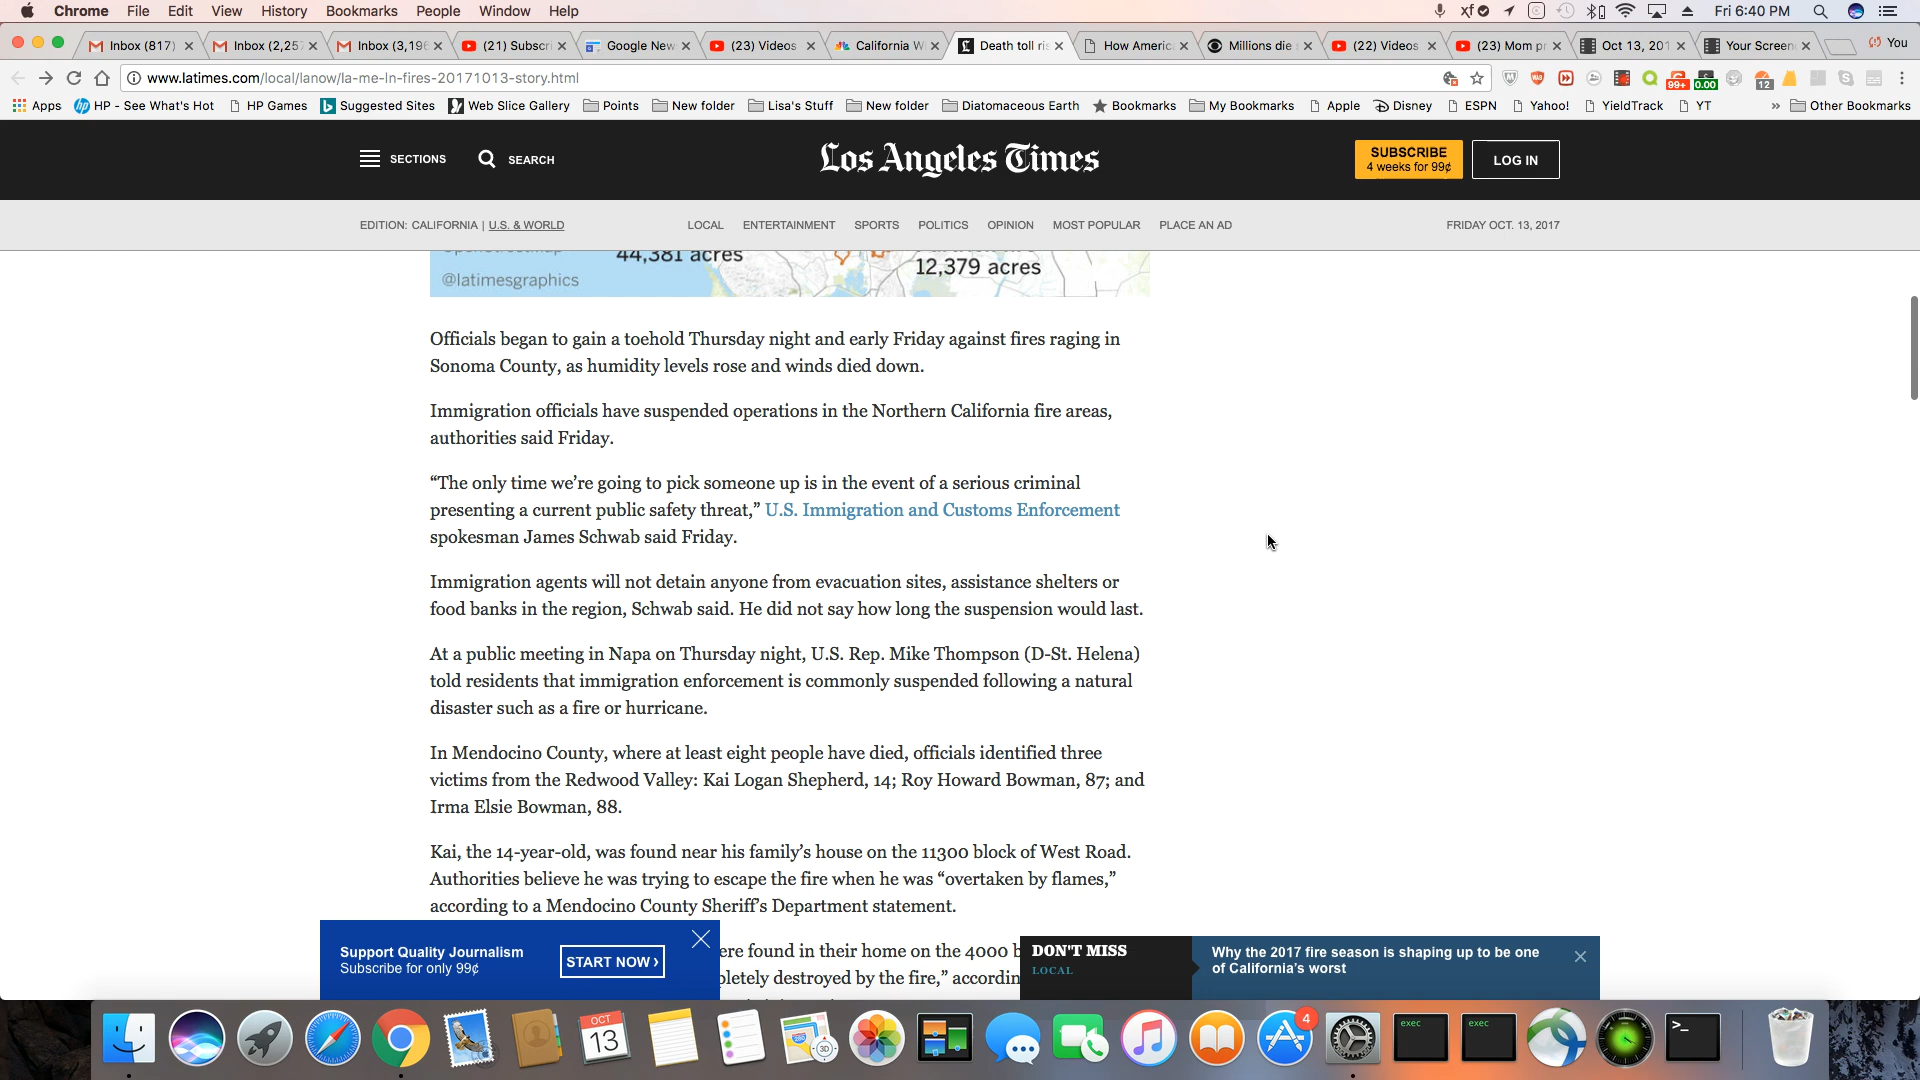 Chrome File Edit View History Bookmarks People Window Help
xf
Fri 6:40 PM
Inbox (817)
Inbox (2,25
Inbox (3,196
(21) Subscri
Google New
(23) Videos
California W
Death toll ris
How Americ
Millions die
(22) Videos
(23) Mom pr
Oct 13, 201
Your Screen
You
www.latimes.com/local/lanow/la-me-ln-fires-20171013-story.html
99+
0.00
12
Apps
HP - See What's Hot
HP Games
Suggested Sites
Web Slice Gallery
Points
New folder
Lisa's Stuff
New folder
Diatomaceous Earth
Bookmarks
My Bookmarks
Apple
Disney
ESPN
Yahoo!
YieldTrack
YT
»
Other Bookmarks
SECTIONS
SEARCH
Los Angeles Times
SUBSCRIBE
4 weeks for 99¢
LOG IN
EDITION: CALIFORNIA | U.S. & WORLD
LOCAL ENTERTAINMENT SPORTS POLITICS OPINION MOST POPULAR PLACE AN AD
FRIDAY OCT. 13, 2017
44,381 acres
12,379 acres
@latimesgraphics
Officials began to gain a toehold Thursday night and early Friday against fires raging in
Sonoma County, as humidity levels rose and winds died down.
Immigration officials have suspended operations in the Northern California fire areas,
authorities said Friday.
“The only time we’re going to pick someone up is in the event of a serious criminal
presenting a current public safety threat,” U.S. Immigration and Customs Enforcement
spokesman James Schwab said Friday.
Immigration agents will not detain anyone from evacuation sites, assistance shelters or
food banks in the region, Schwab said. He did not say how long the suspension would last.
At a public meeting in Napa on Thursday night, U.S. Rep. Mike Thompson (D-St. Helena)
told residents that immigration enforcement is commonly suspended following a natural
disaster such as a fire or hurricane.
In Mendocino County, where at least eight people have died, officials identified three
victims from the Redwood Valley: Kai Logan Shepherd, 14; Roy Howard Bowman, 87; and
Irma Elsie Bowman, 88.
Kai, the 14-year-old, was found near his family’s house on the 11300 block of West Road.
Authorities believe he was trying to escape the fire when he was “overtaken by flames,”
according to a Mendocino County Sheriff’s Department statement.
ere found in their home on the 4000 b
pletely destroyed by the fire,” accordin
Support Quality Journalism
Subscribe for only 99¢
START NOW ›
DON'T MISS
LOCAL
Why the 2017 fire season is shaping up to be one
of California's worst
OCT
13
3D
4
exec
exec
>_